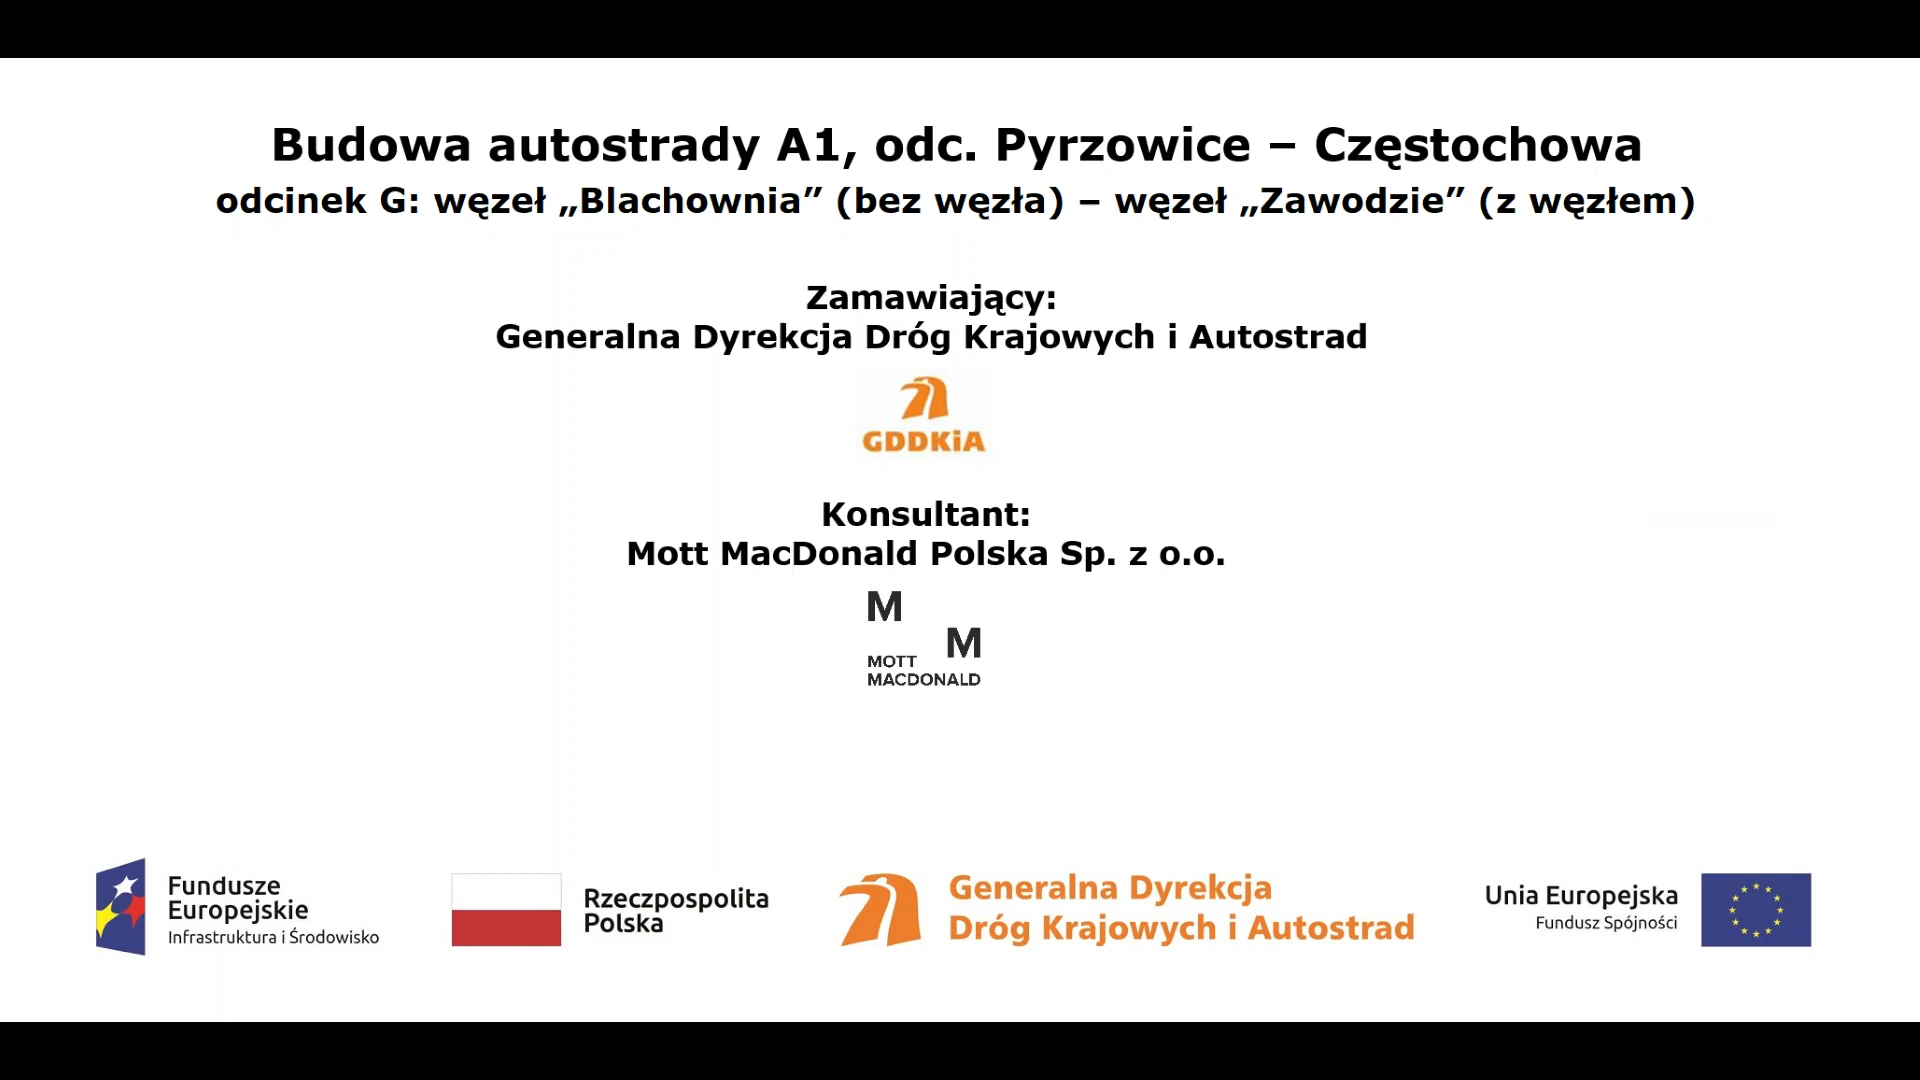 Budowa autostrady A1, odc. Pyrzowice – Częstochowa
odcinek G: węzeł „Blachownia” (bez węzła) – węzeł „Zawodzie” (z węzłem)
Zamawiający:
Generalna Dyrekcja Dróg Krajowych i Autostrad
GDDKiA
Konsultant:
Mott MacDonald Polska Sp. z o.o.
M
M
MOTT
MACDONALD
Fundusze
Europejskie
Infrastruktura i Środowisko
Rzeczpospolita
Polska
Generalna Dyrekcja
Dróg Krajowych i Autostrad
Unia Europejska
Fundusz Spójności